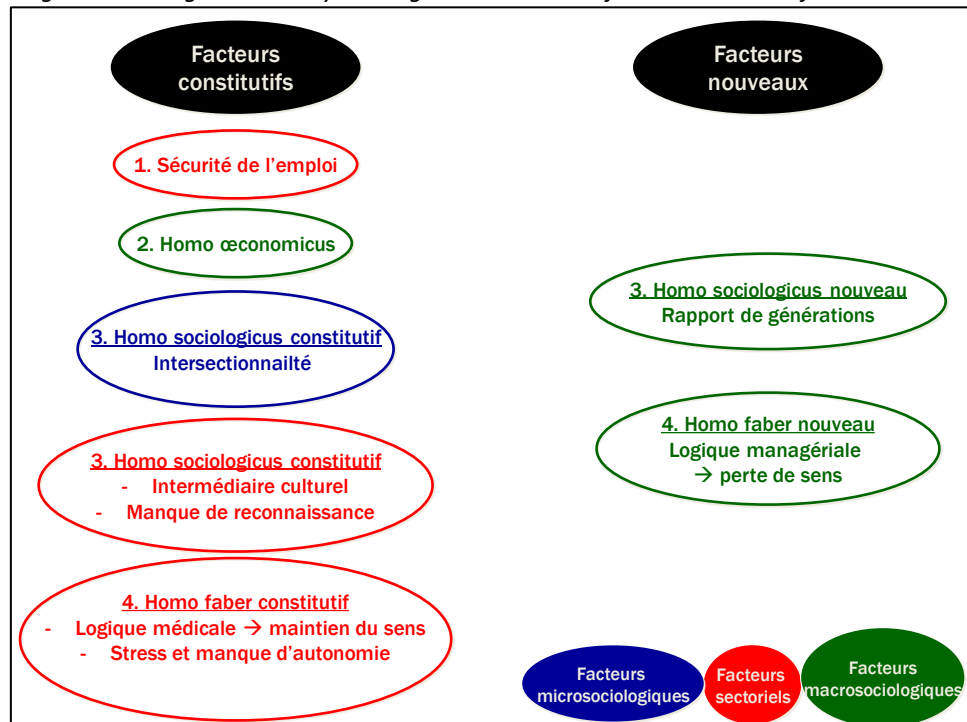 Facteurs
constitutifs
1. Sécurité de l'emploi
2. Homo œconomicus
3. Homo sociologicus constitutif
Intersectionnailté
3. Homo sociologicus constitutif
- Intermédiaire culturel
- Manque de reconnaissance
4. Homo faber constitutif
- Logique médicale → maintien du sens
- Stress et manque d'autonomie
Facteurs
nouveaux
3. Homo sociologicus nouveau
Rapport de générations
4. Homo faber nouveau
Logique managériale
→ perte de sens
Facteurs
microsociologiques
Facteurs
sectoriels
Facteurs
macrosociologiques